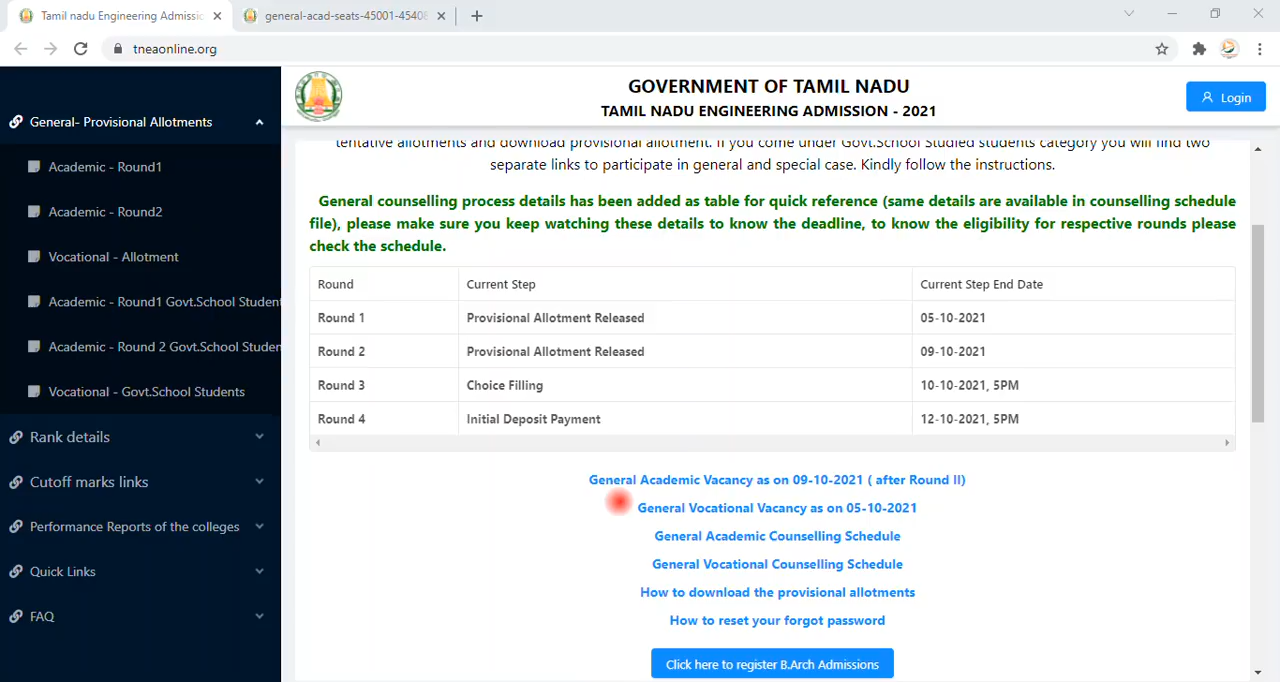 Tamil nadu Engineering Admissio
general-acad-seats-45001-45408
tneaonline.org
General- Provisional Allotments
Academic - Round1
Academic - Round2
Vocational - Allotment
Academic - Round1 Govt.School Student
Academic - Round 2 Govt.School Studen
Vocational - Govt.School Students
Rank details
Cutoff marks links
Performance Reports of the colleges
Quick Links
FAQ
GOVERNMENT OF TAMIL NADU
TAMIL NADU ENGINEERING ADMISSION - 2021
Login
tentative allotments and download provisional allotment. If you come under Govt.School Studied students category you will find two
separate links to participate in general and special case. Kindly follow the instructions.
General counselling process details has been added as table for quick reference (same details are available in counselling schedule
file), please make sure you keep watching these details to know the deadline, to know the eligibility for respective rounds please
check the schedule.
Round Current Step Current Step End Date
Round 1 Provisional Allotment Released 05-10-2021
Round 2 Provisional Allotment Released 09-10-2021
Round 3 Choice Filling 10-10-2021, 5PM
Round 4 Initial Deposit Payment 12-10-2021, 5PM
General Academic Vacancy as on 09-10-2021 ( after Round II)
General Vocational Vacancy as on 05-10-2021
General Academic Counselling Schedule
General Vocational Counselling Schedule
How to download the provisional allotments
How to reset your forgot password
Click here to register B.Arch Admissions